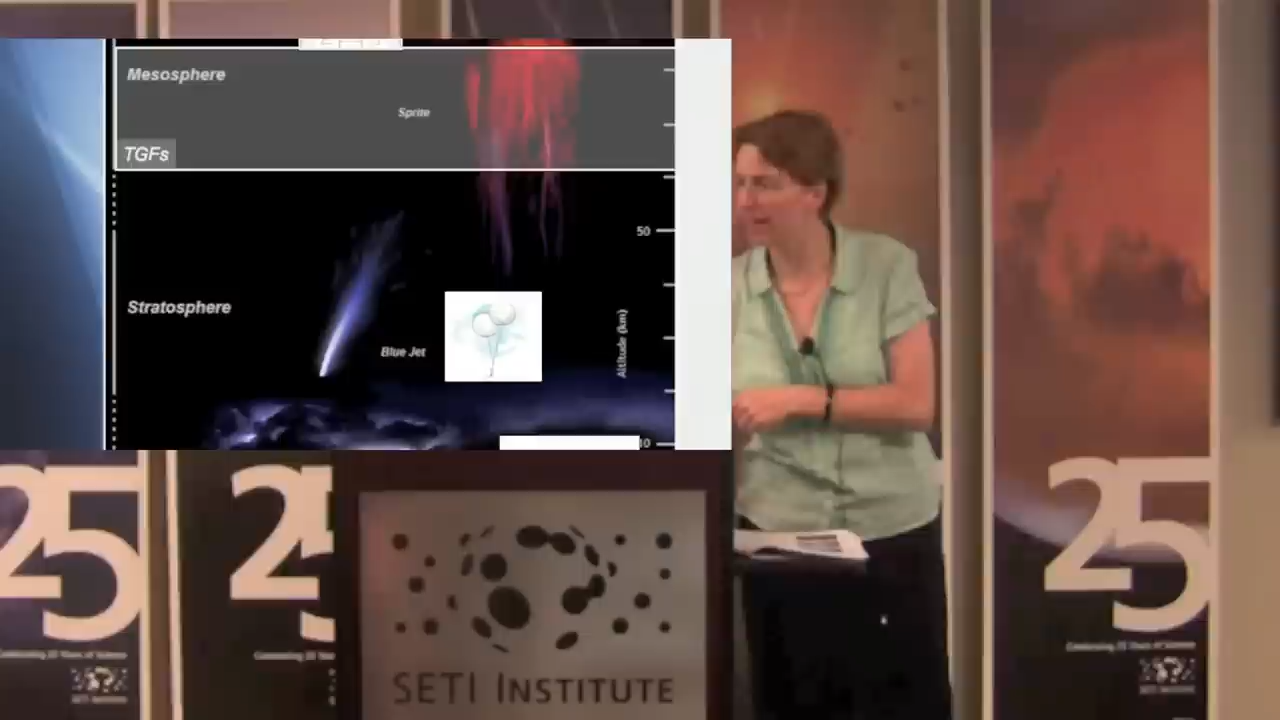 Mesosphere
Sprite
TGFs
50
Stratosphere
Altitude (km)
Blue Jet
25
25
25
SETI INSTITUTE